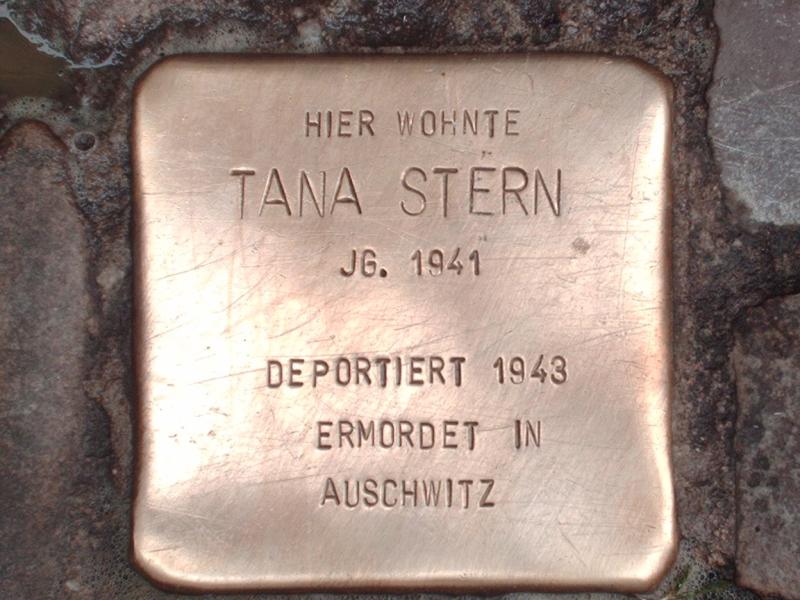 HIER WOHNTE
TANA STERN
JG. 1941
DEPORTIERT 1943
ERMORDET IN
AUSCHWITZ